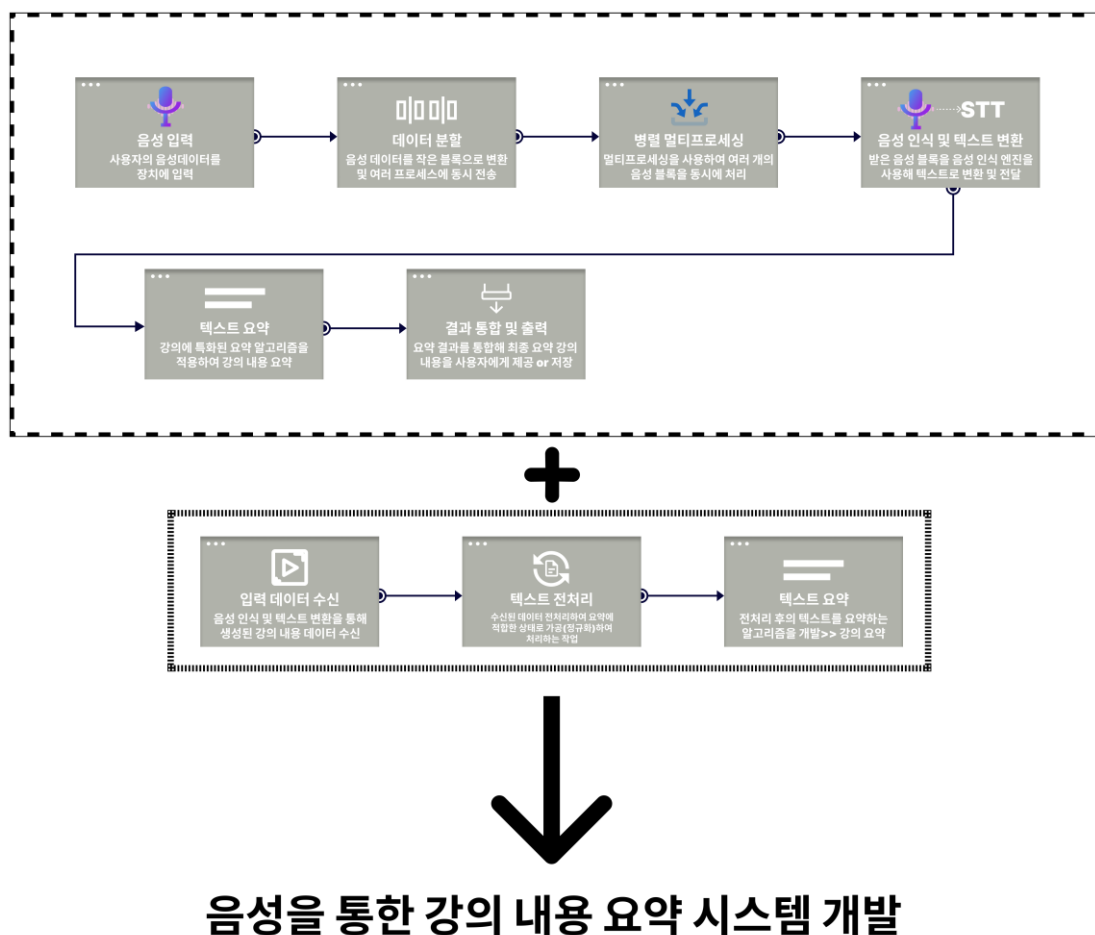 음성 입력
사용자의 음성데이터를
장치에 입력
데이터 분할
음성 데이터를 작은 블록으로 변환
및 여러 프로세스에 동시 전송
병렬 멀티프로세싱
멀티프로세싱을 사용하여 여러 개의
음성 블록을 동시에 처리
STT
음성 인식 및 텍스트 변환
받은 음성 블록을 음성 인식 엔진을
사용해 텍스트로 변환 및 전달
텍스트 요약
강의에 특화된 요약 알고리즘을
적용하여 강의 내용 요약
결과 통합 및 출력
요약 결과를 통합해 최종 요약 강의
내용을 사용자에게 제공 or 저장
입력 데이터 수신
음성 인식 및 텍스트 변환을 통해
생성된 강의 내용 데이터 수신
텍스트 전처리
수신된 데이터 전처리하여 요약에
적합한 상태로 가공(정규화)하여
처리하는 작업
텍스트 요약
전처리 후의 텍스트를 요약하는
알고리즘을 개발>> 강의 요약
음성을 통한 강의 내용 요약 시스템 개발